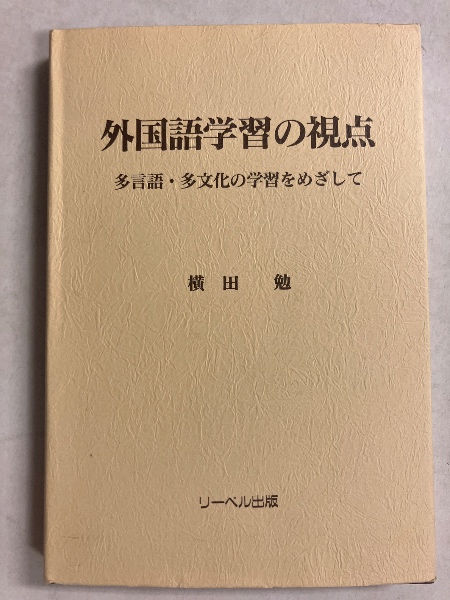 外国語学習の視点
多言語・多文化の学習をめざして
横田 勉
リーベル出版